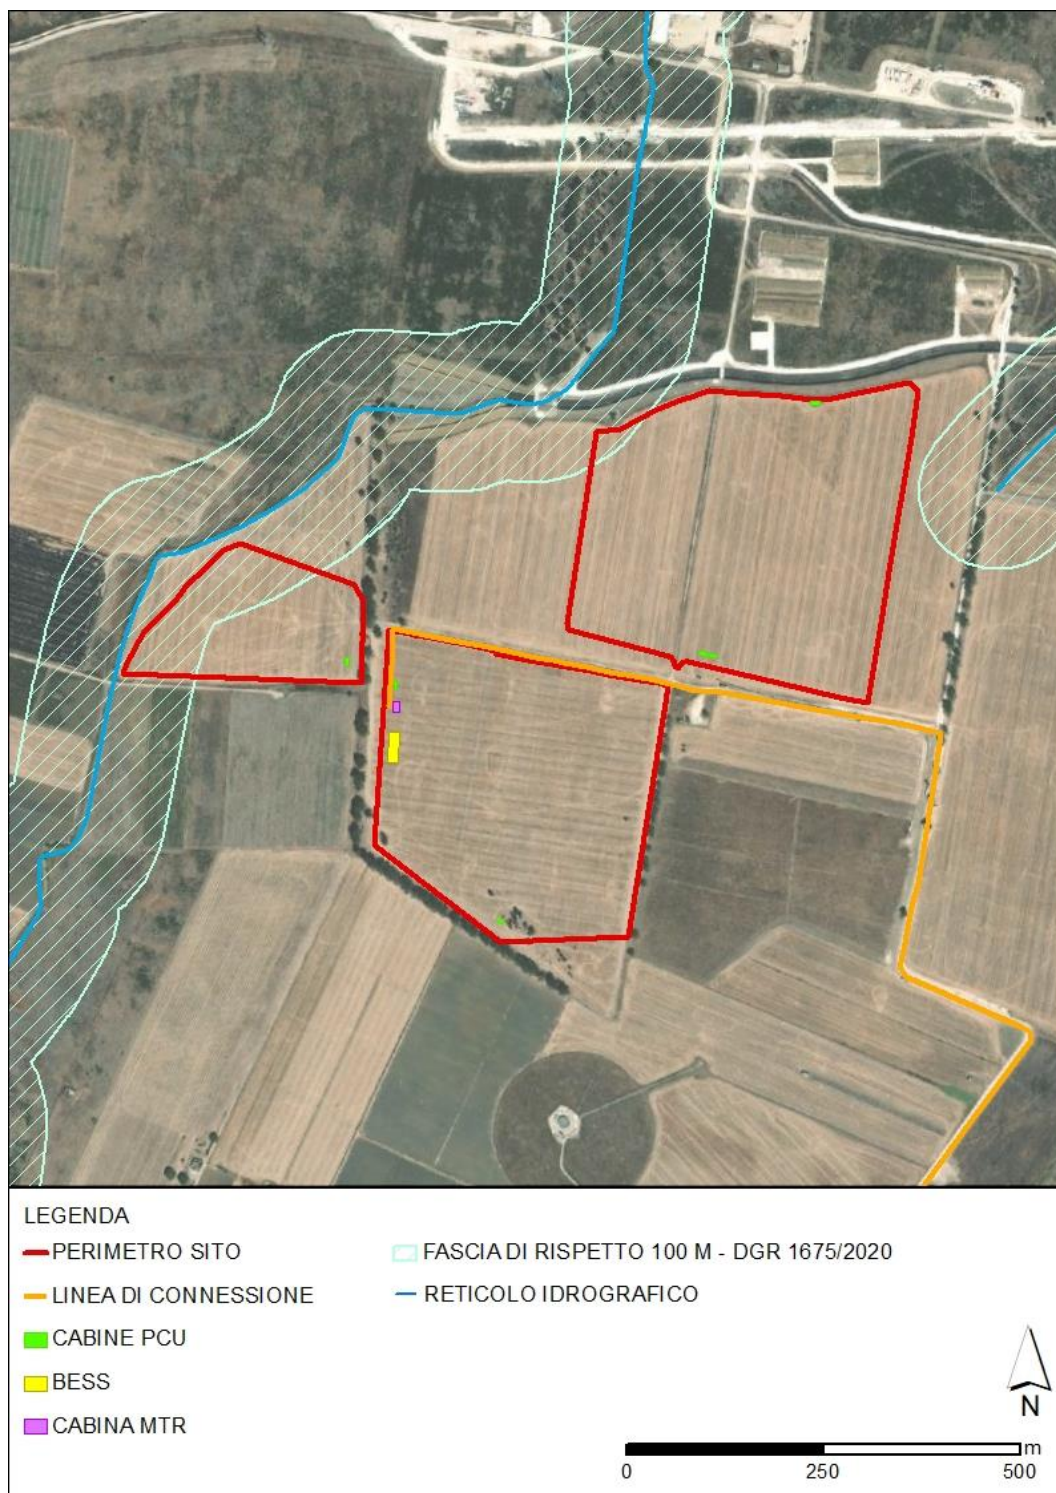 LEGENDA
PERIMETRO SITO
FASCIA DI RISPETTO 100 M - DGR 1675/2020
LINEA DI CONNESSIONE
RETICOLO IDROGRAFICO
CABINE PCU
BESS
CABINA MTR
N
m
0 250 500